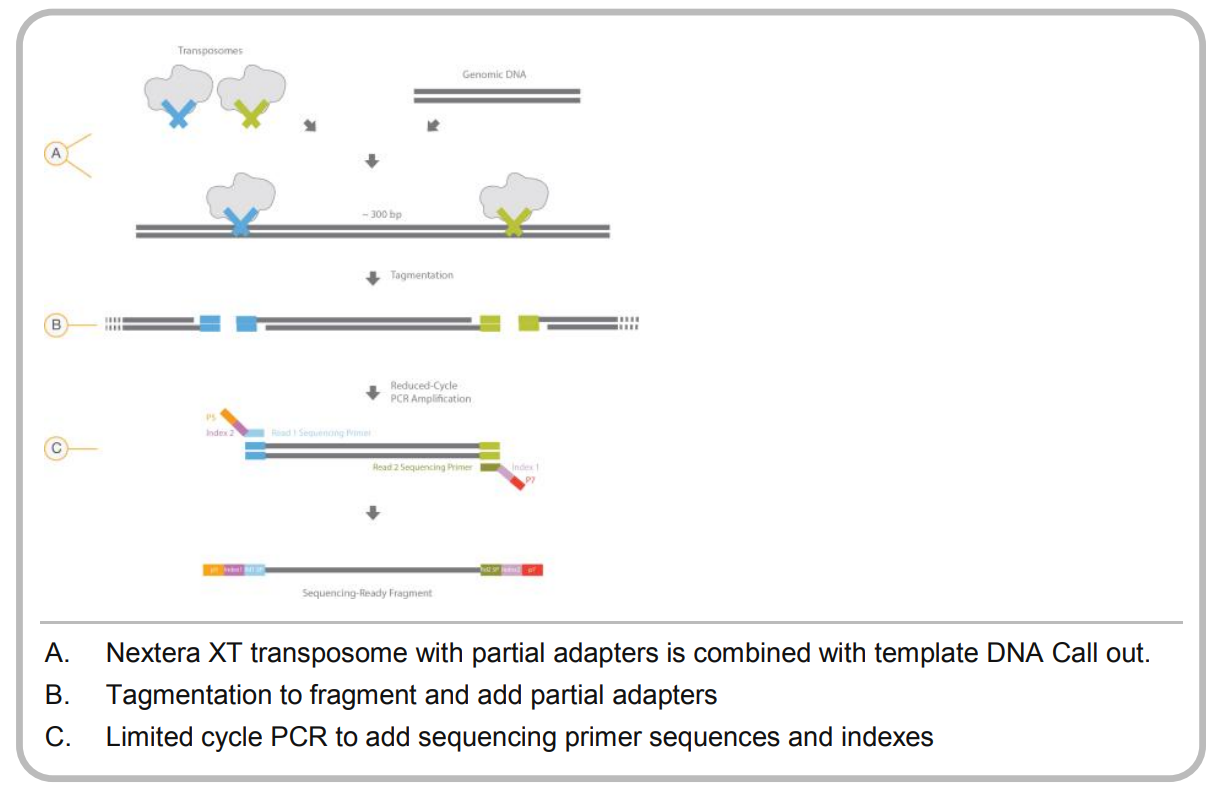 Transposomes
Genomic DNA
A
~ 300 bp
Tagmentation
B
Reduced-Cycle
PCR Amplification
P5
Index 2
Read 1 Sequencing Primer
C
Read 2 Sequencing Primer
Index 1
P7
p5 Index1 Rd1 SP
Rd2 SP Index2 p7
Sequencing-Ready Fragment
A. Nextera XT transposome with partial adapters is combined with template DNA Call out.
B. Tagmentation to fragment and add partial adapters
C. Limited cycle PCR to add sequencing primer sequences and indexes